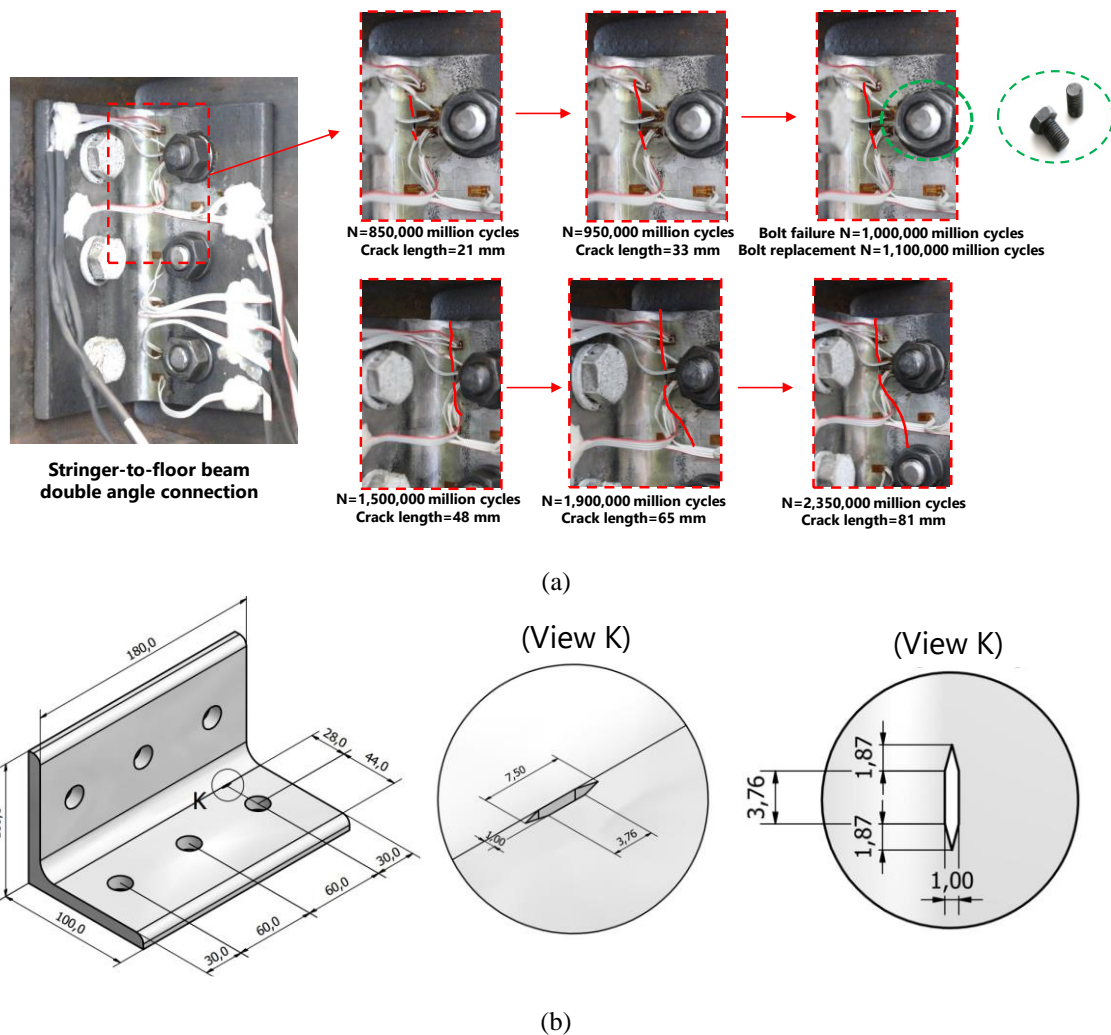 N=850,000 million cycles
Crack length=21 mm
N=950,000 million cycles
Crack length=33 mm
Bolt failure N=1,000,000 million cycles
Bolt replacement N=1,100,000 million cycles
Stringer-to-floor beam
double angle connection
N=1,500,000 million cycles
Crack length=48 mm
N=1,900,000 million cycles
Crack length=65 mm
N=2,350,000 million cycles
Crack length=81 mm
(a)
180,0
28,0
44,0
K
30,0
60,0
60,0
30,0
100,0
(View K)
7,50
1,00
3,76
(View K)
1,87
3,76
1,87
1,00
(b)